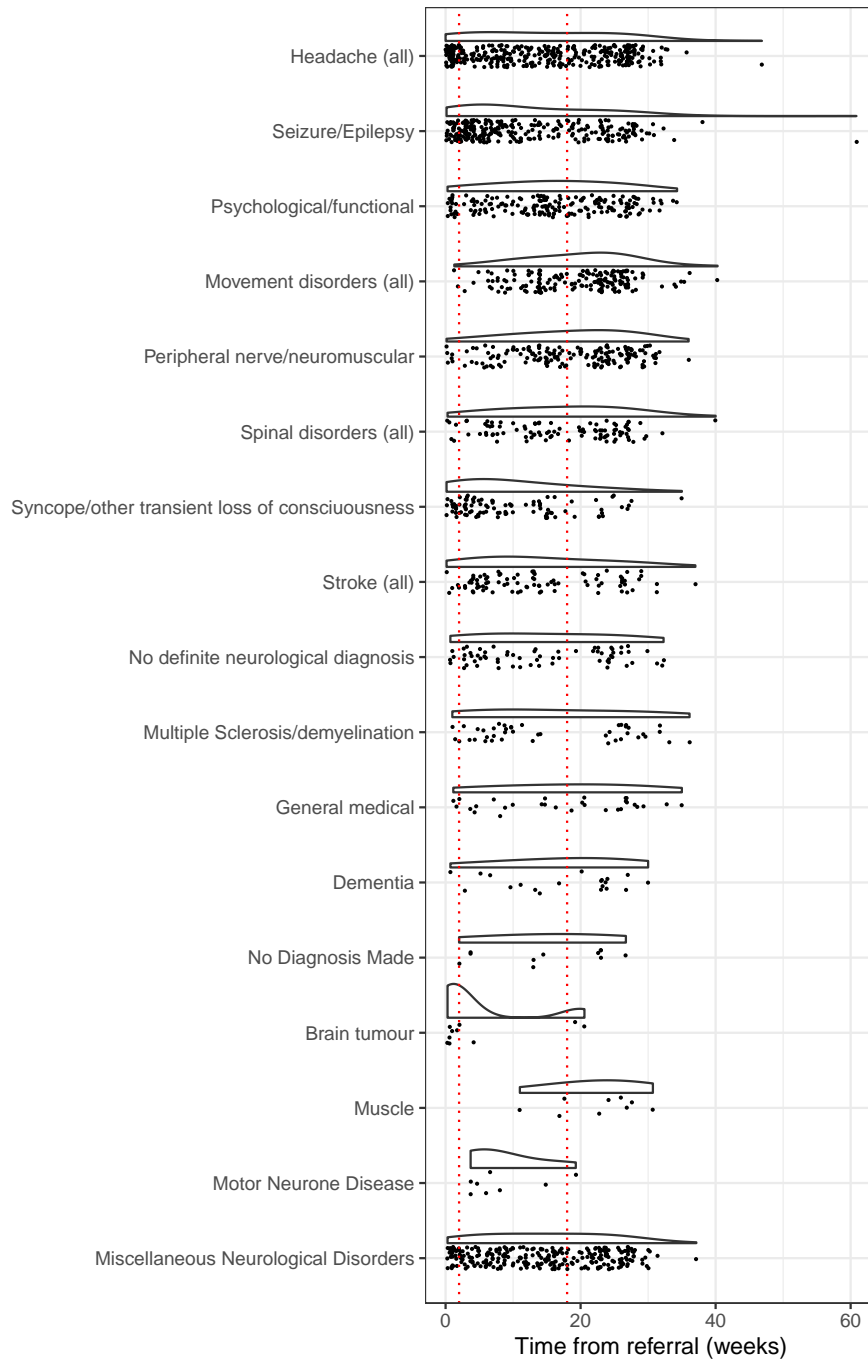 Headache (all)
Seizure/Epilepsy
Psychological/functional
Movement disorders (all)
Peripheral nerve/neuromuscular
Spinal disorders (all)
Syncope/other transient loss of consciuousness
Stroke (all)
No definite neurological diagnosis
Multiple Sclerosis/demyelination
General medical
Dementia
No Diagnosis Made
Brain tumour
Muscle
Motor Neurone Disease
Miscellaneous Neurological Disorders
0 20 40 60
Time from referral (weeks)